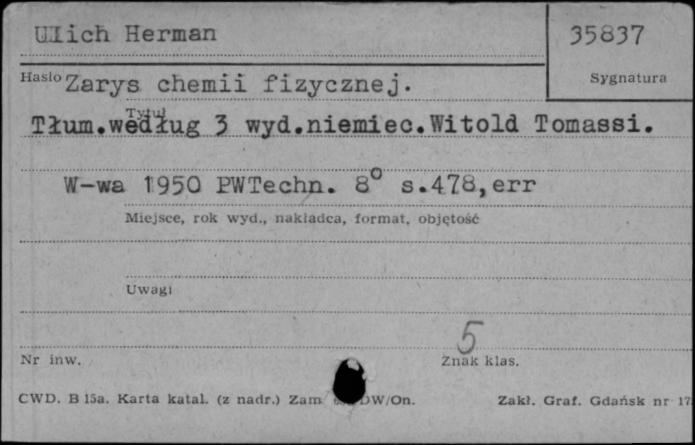 Ulich Herman
35837
Hasło
Sygnatura
Zarys chemii fizycznej.
Tytuł
Tłum.według 3 wyd.niemiec.Witold Tomassi.
W-wa 1950 PWTechn. 8° s.478,err
Miejsce, rok wyd., nakładca, format, objętość
Uwagi
5
Nr inw.
Znak klas.
CWD. B 15a. Karta katal. (z nadr.) Zam DW/On.
Zakł. Graf. Gdańsk nr 17